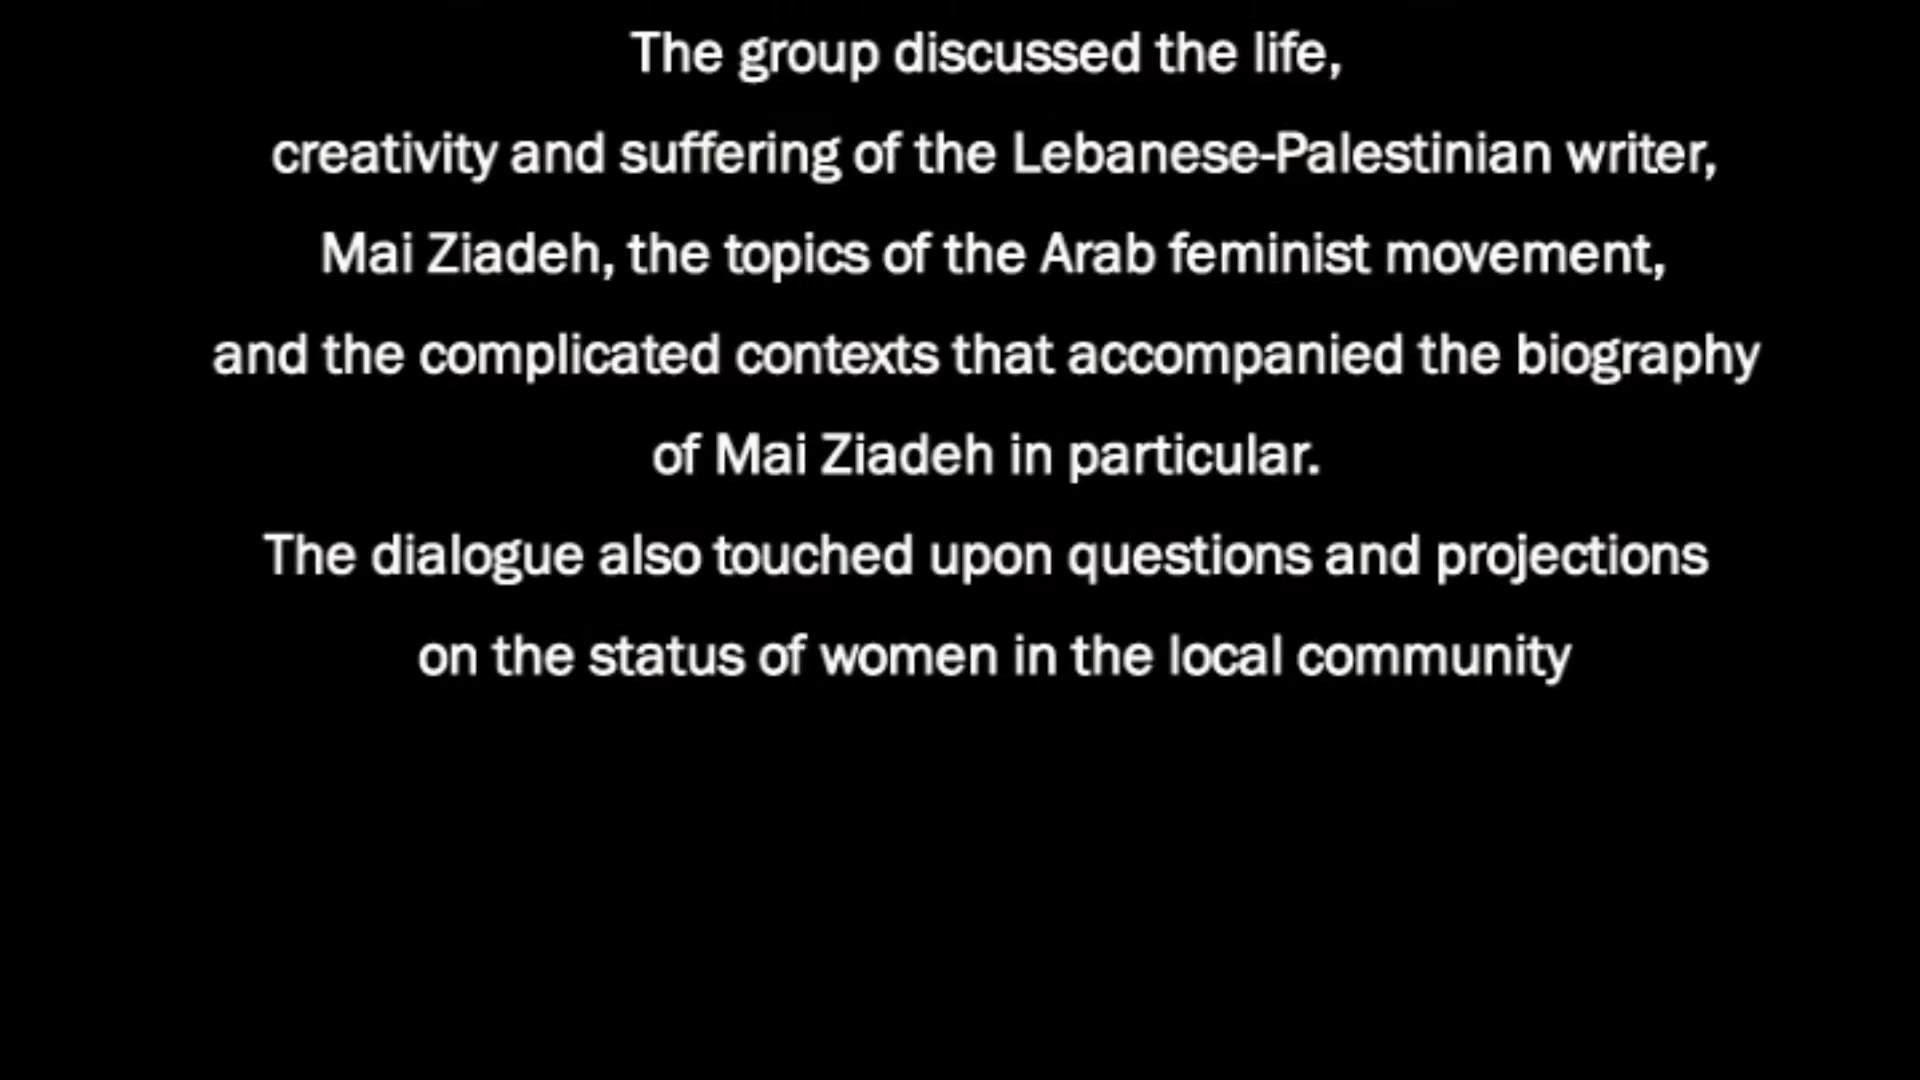 The group discussed the life,
creativity and suffering of the Lebanese-Palestinian writer,
Mai Ziadeh, the topics of the Arab feminist movement,
and the complicated contexts that accompanied the biography
of Mai Ziadeh in particular.
The dialogue also touched upon questions and projections
on the status of women in the local community